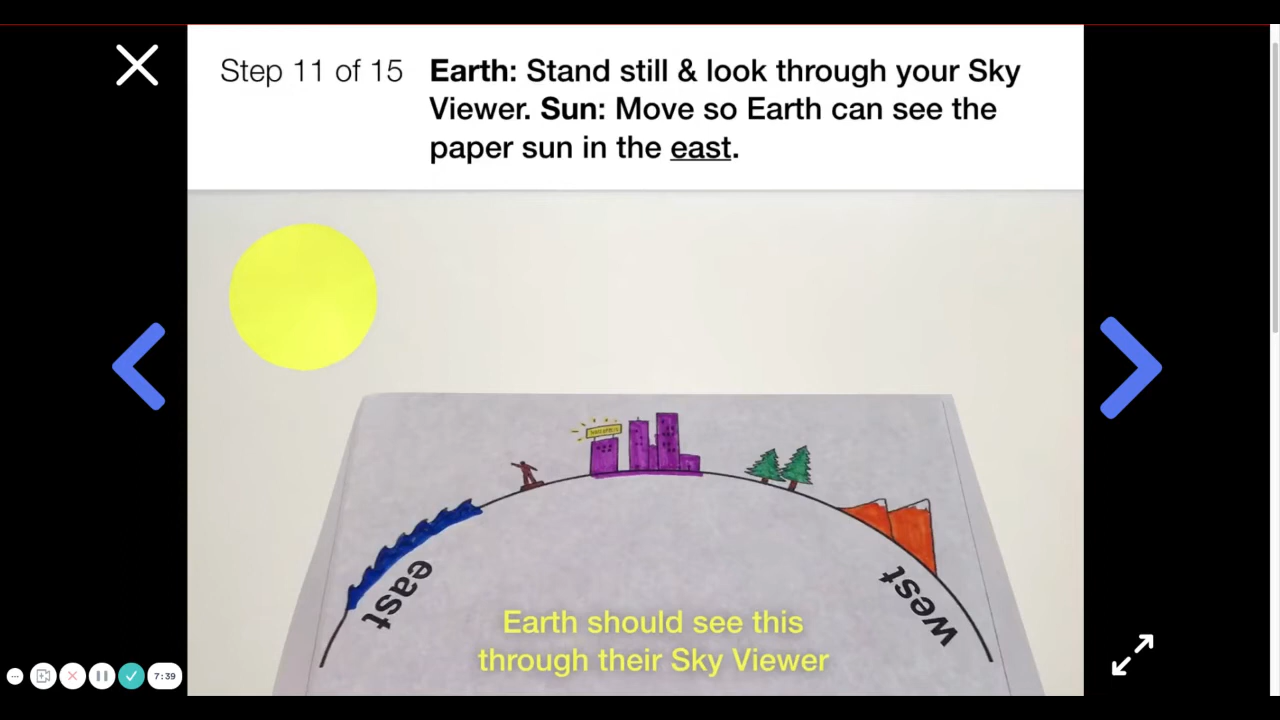 Step 11 of 15
Earth: Stand still & look through your Sky
Viewer. Sun: Move so Earth can see the
paper sun in the east.
east
west
Earth should see this
through their Sky Viewer
7:39